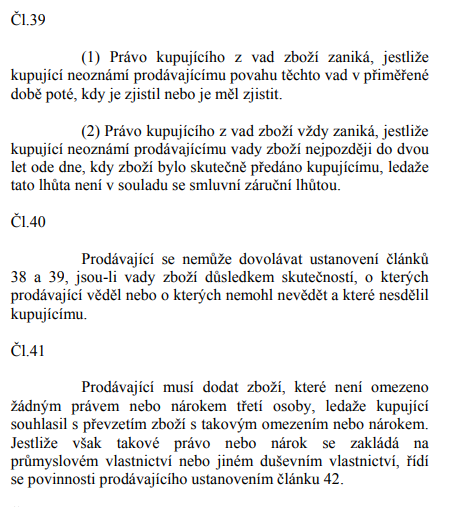 Čl.39
(1) Právo kupujícího z vad zboží zaniká, jestliže
kupující neoznámí prodávajícímu povahu těchto vad v přiměřené
době poté, kdy je zjistil nebo je měl zjistit.
(2) Právo kupujícího z vad zboží vždy zaniká, jestliže
kupující neoznámí prodávajícímu vady zboží nejpozději do dvou
let ode dne, kdy zboží bylo skutečně předáno kupujícímu, ledaže
tato lhůta není v souladu se smluvní záruční lhůtou.
Čl.40
Prodávající se nemůže dovolávat ustanovení článků
38 a 39, jsou-li vady zboží důsledkem skutečností, o kterých
prodávající věděl nebo o kterých nemohl nevědět a které nesdělil
kupujícímu.
Čl.41
Prodávající musí dodat zboží, které není omezeno
žádným právem nebo nárokem třetí osoby, ledaže kupující
souhlasil s převzetím zboží s takovým omezením nebo nárokem.
Jestliže však takové právo nebo nárok se zakládá na
průmyslovém vlastnictví nebo jiném duševním vlastnictví, řídí
se povinnosti prodávajícího ustanovením článku 42.